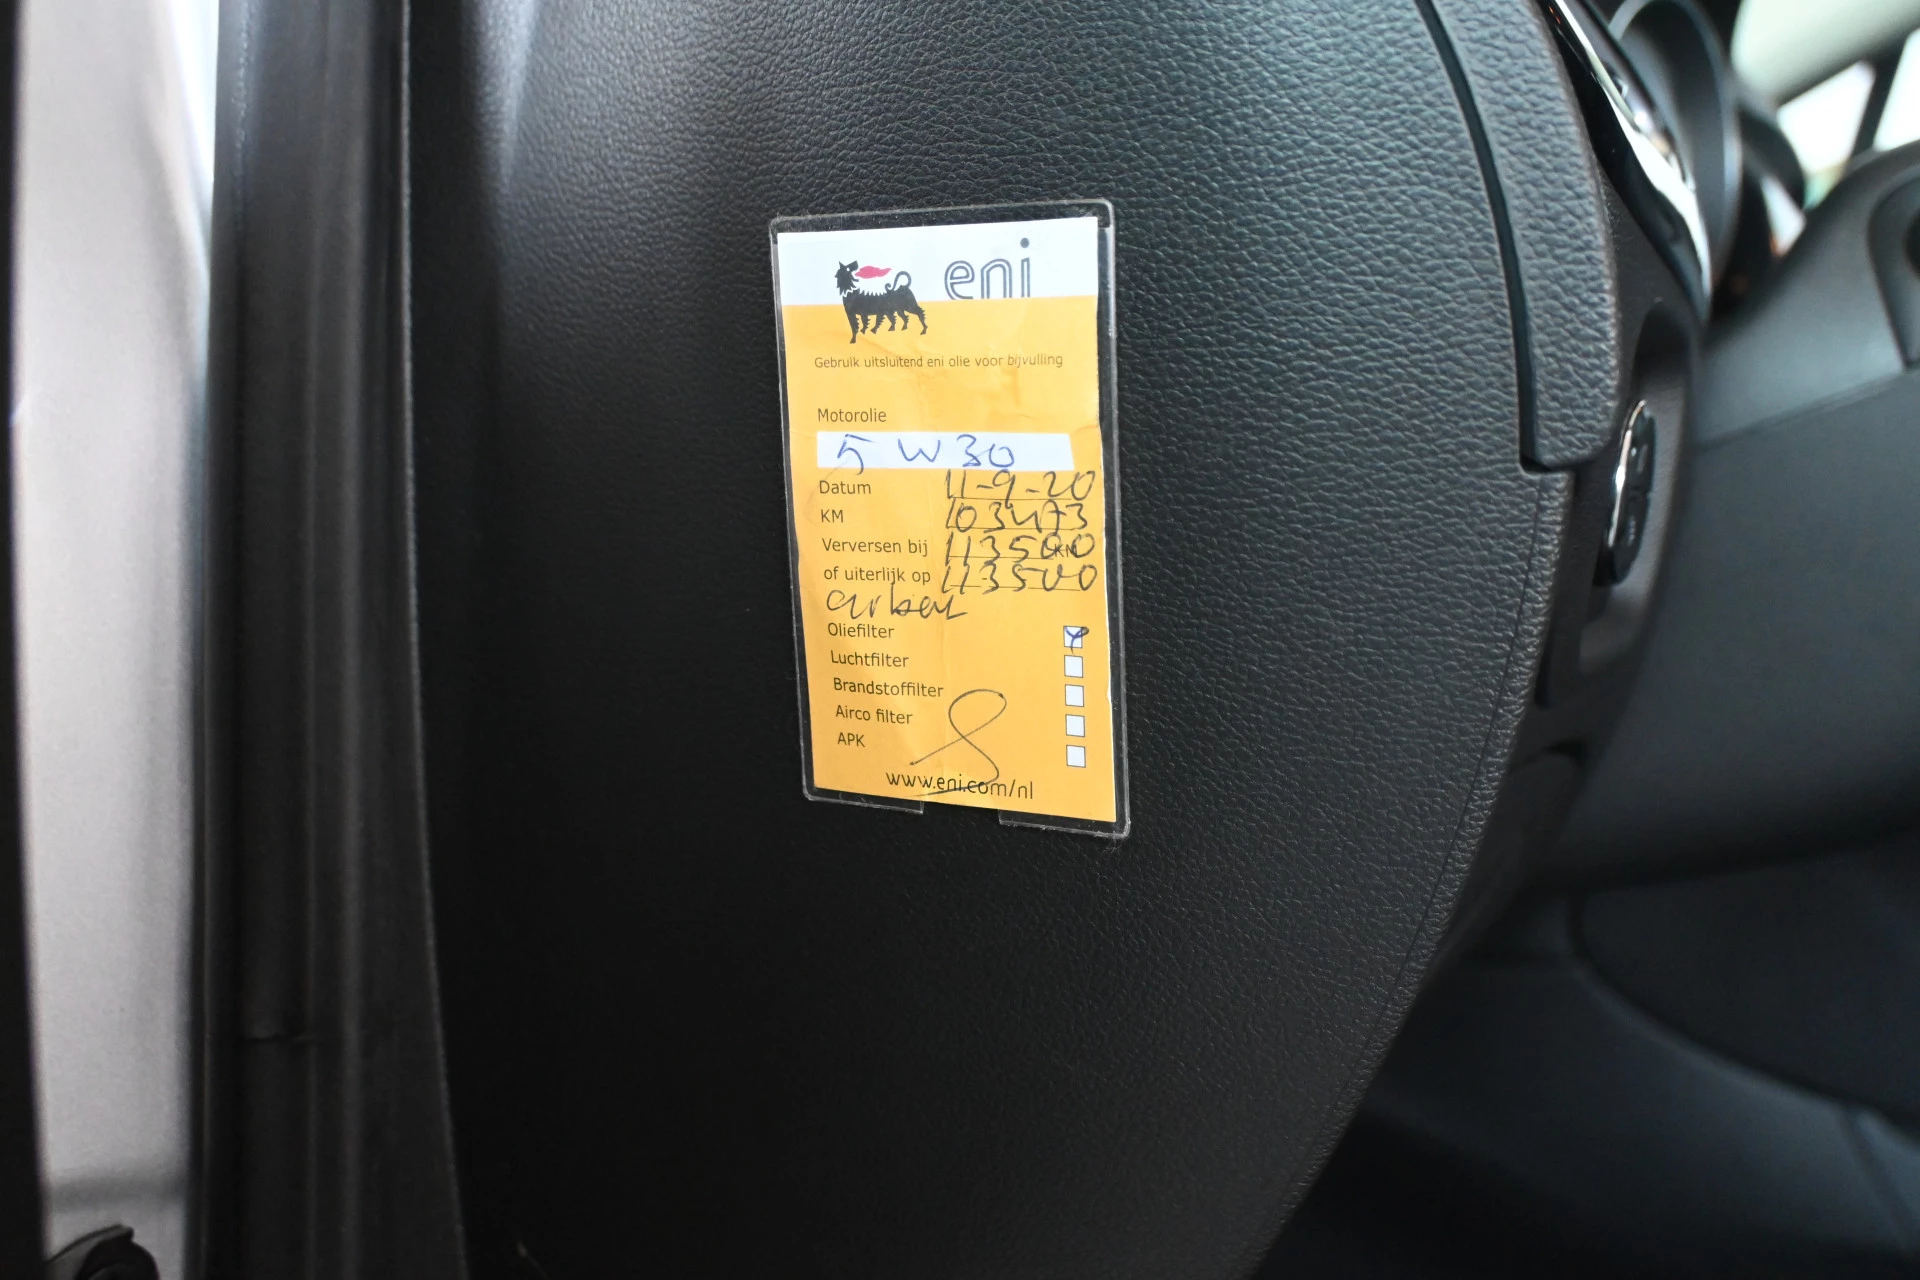 eni
Gebruik uitsluitend eni olie voor bijvulling
Motorolie
5 W 30
Datum 11-9-20
KM 103473
Verversen bij 113500 KM
of uiterlijk op 113500
Oliefilter
Luchtfilter
Brandstoffilter
Airco filter
APK
www.eni.com/nl